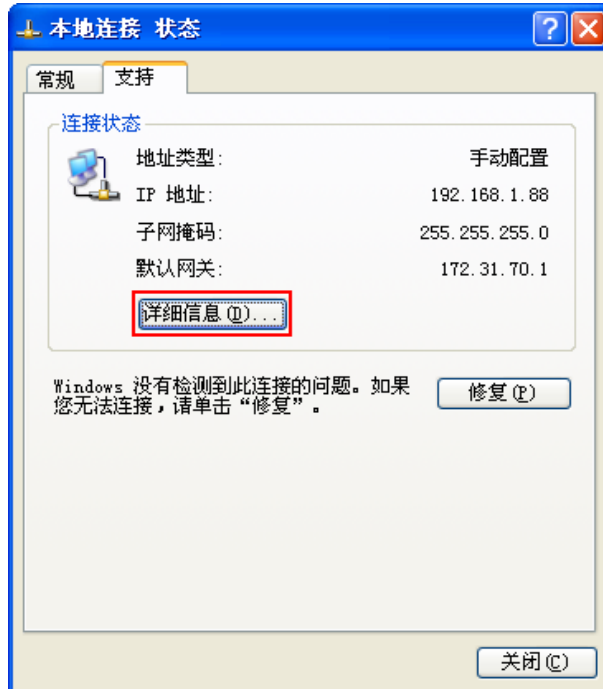 本地连接 状态
常规 支持
连接状态
地址类型: 手动配置
IP 地址: 192.168.1.88
子网掩码: 255.255.255.0
默认网关: 172.31.70.1
详细信息(D)...
Windows 没有检测到此连接的问题。如果
您无法连接，请单击“修复”。
修复(P)
关闭(C)